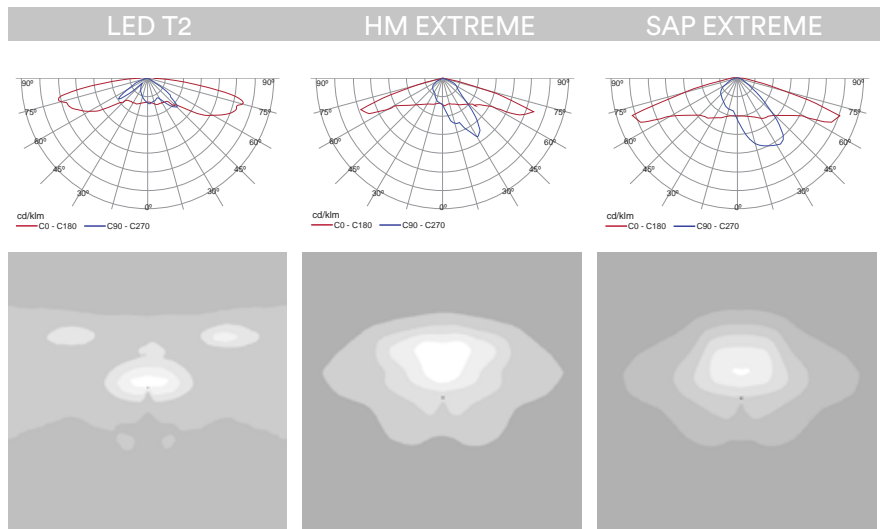 LED T2
HM EXTREME
SAP EXTREME
90º 90º
75º 75º
60º 60º
45º 45º
30º 30º
0º
cd/klm
C0 - C180 C90 - C270
90º 90º
75º 75º
60º 60º
45º 45º
30º 30º
0º
cd/klm
C0 - C180 C90 - C270
90º 90º
75º 75º
60º 60º
45º 45º
30º 30º
0º
cd/klm
C0 - C180 C90 - C270